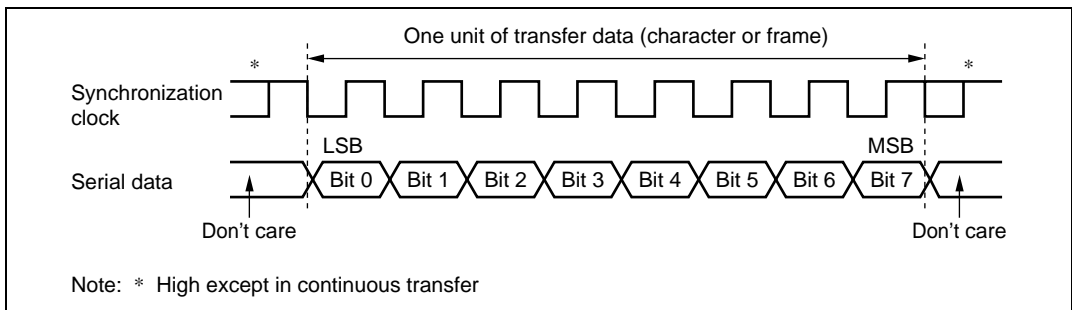 One unit of transfer data (character or frame)
* *
Synchronization
clock
LSB MSB
Serial data Bit 0 Bit 1 Bit 2 Bit 3 Bit 4 Bit 5 Bit 6 Bit 7
Don't care Don't care
Note: * High except in continuous transfer